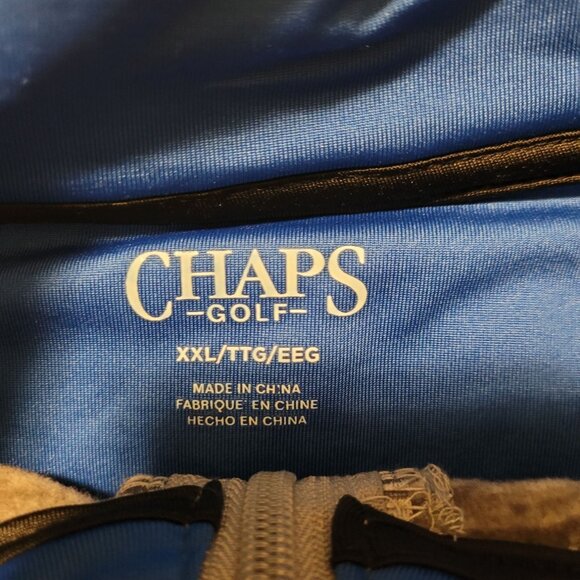 CHAPS
-GOLF-
XXL/TTG/EEG
MADE IN CHINA
FABRIQUE' EN CHINE
HECHO EN CHINA